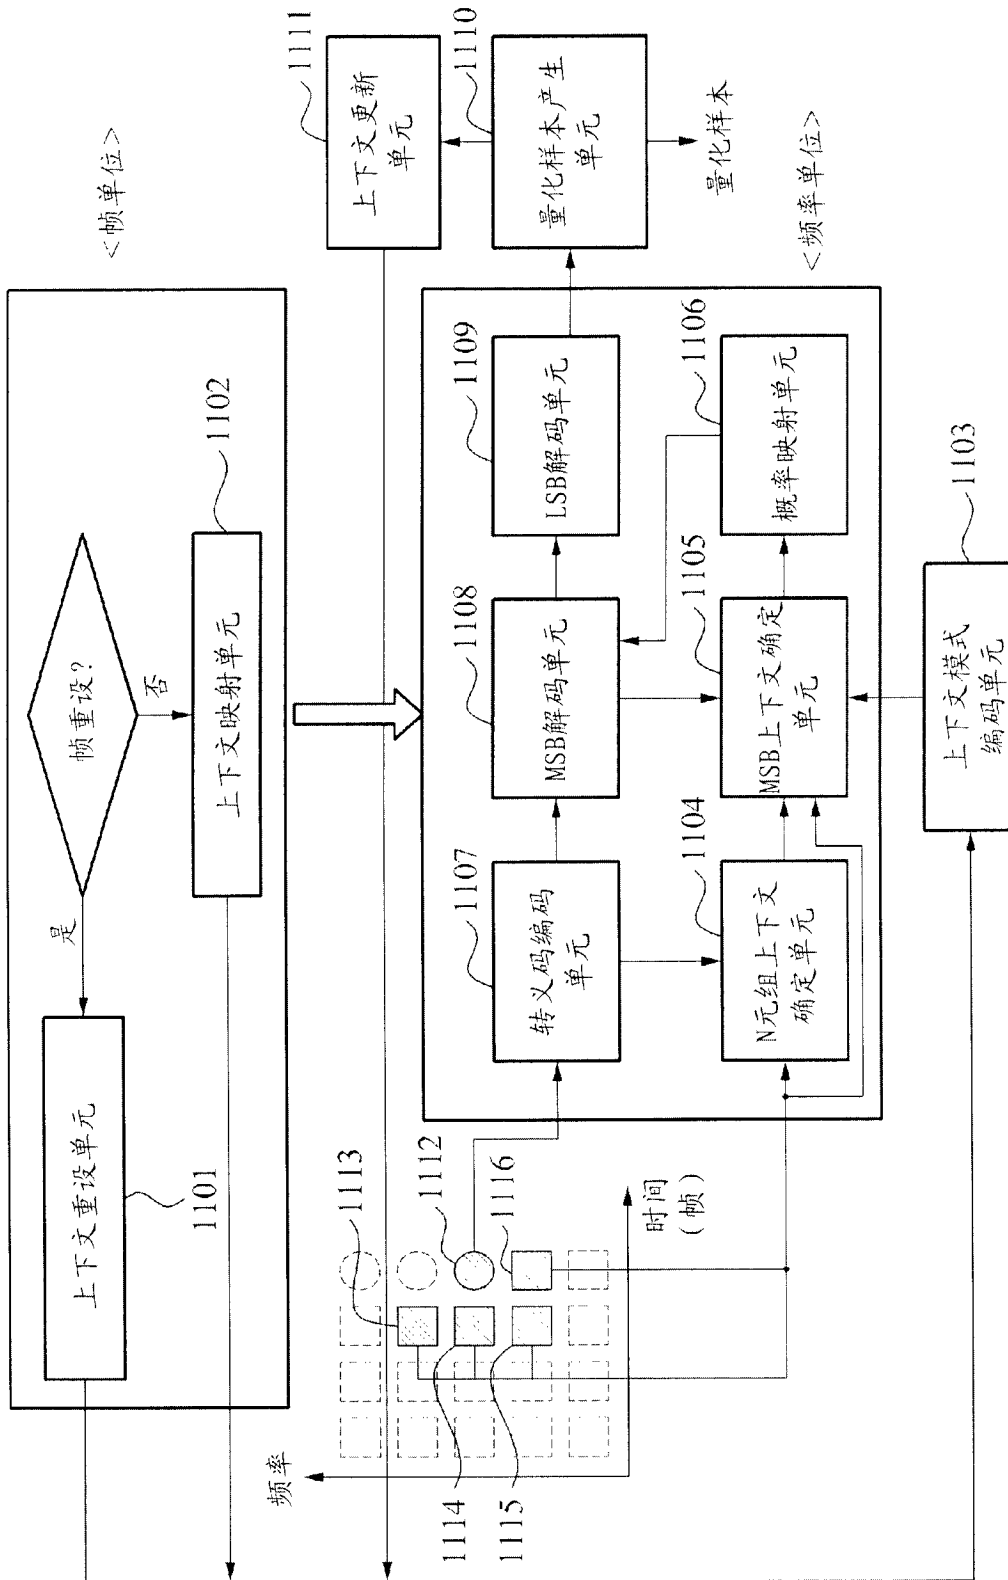 <帧单位>
帧重设?
是
否
上下文重设单元
1101
上下文映射单元
1102
上下文更新
单元
1111
量化样本产生
单元
1110
量化样本
<频率单位>
频率
时间
(帧)
1113
1112
1114
1115
1116
转义码编码
单元
1107
MSB解码单元
1108
LSB解码单元
1109
N元组上下文
确定单元
1104
MSB上下文确定
单元
1105
概率映射单元
1106
上下文模式
编码单元
1103